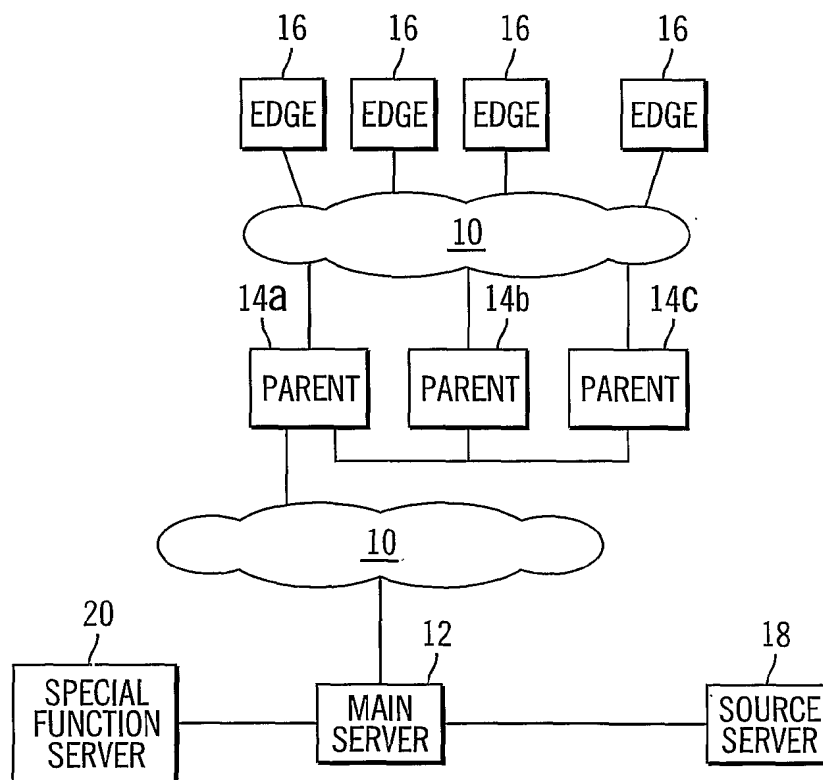 16 16 16 16
EDGE EDGE EDGE EDGE
10
14a 14b 14c
PARENT PARENT PARENT
10
20 12 18
SPECIAL FUNCTION SERVER
MAIN SERVER
SOURCE SERVER